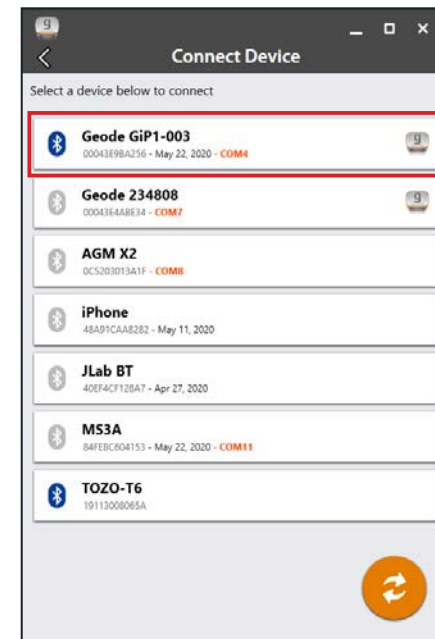 g
Connect Device
Select a device below to connect
Geode GiP1-003
00043E9BA256 - May 22, 2020 - COM4
g
Geode 234808
00043E4ABE34 - COM7
g
AGM X2
0C5203013A1F - COM8
iPhone
48A91CAA8282 - May 11, 2020
JLab BT
40EF4CF128A7 - Apr 27, 2020
MS3A
84FEBC604153 - May 22, 2020 - COM11
TOZO-T6
19113008065A